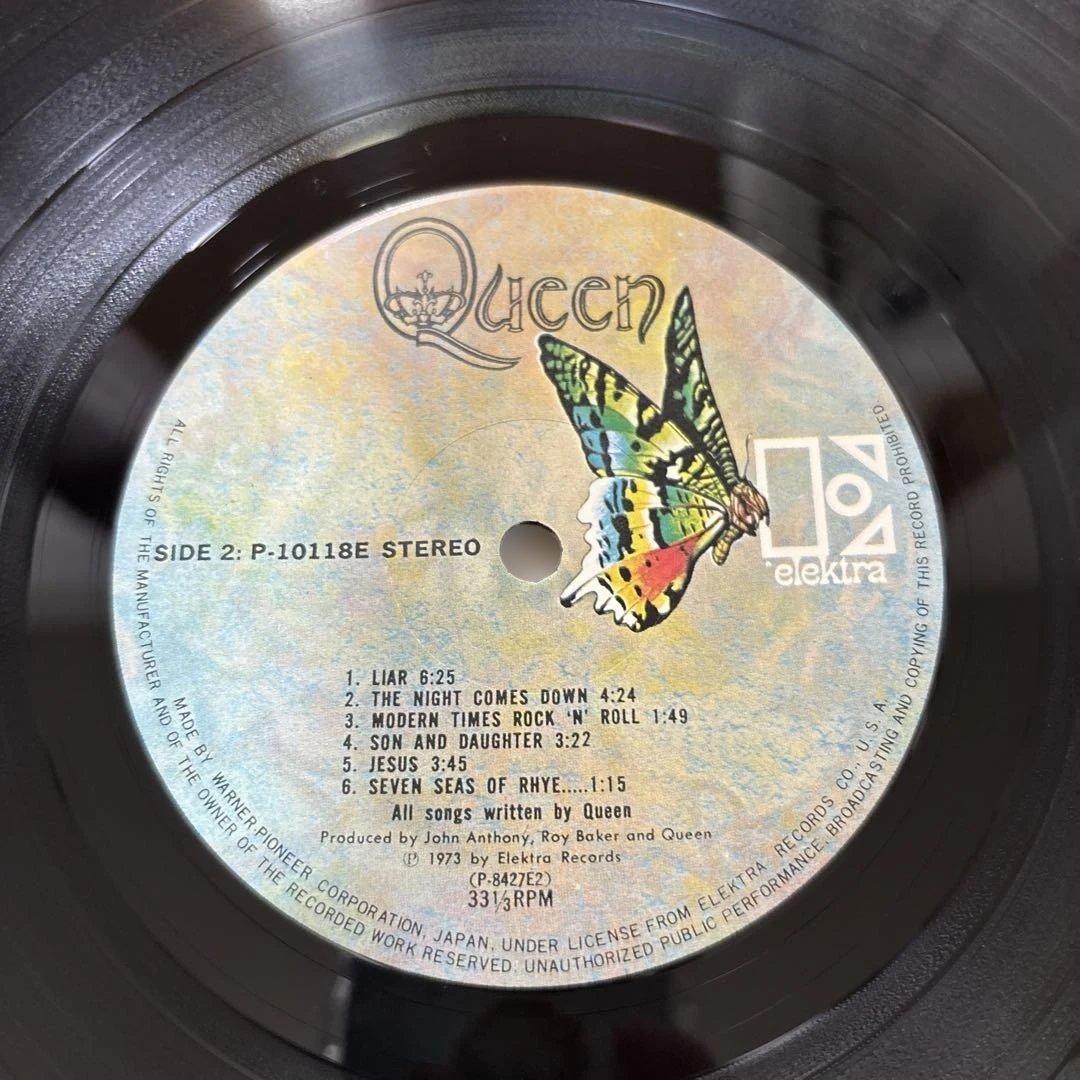 Queen
elektra
SIDE 2: P-10118E STEREO
1. LIAR 6:25
2. THE NIGHT COMES DOWN 4:24
3. MODERN TIMES ROCK 'N' ROLL 1:49
4. SON AND DAUGHTER 3:22
5. JESUS 3:45
6. SEVEN SEAS OF RHYE.....1:15
All songs written by Queen
Produced by John Anthony, Roy Baker and Queen
Ⓟ 1973 by Elektra Records
(P-8427E2)
33 1/3 RPM
MADE BY WARNER-PIONEER CORPORATION, JAPAN, UNDER LICENSE FROM ELEKTRA RECORDS CO., U. S. A.
ALL RIGHTS OF THE MANUFACTURER AND OF THE OWNER OF THE RECORDED WORK RESERVED: UNAUTHORIZED PUBLIC PERFORMANCE, BROADCASTING AND COPYING OF THIS RECORD PROHIBITED.